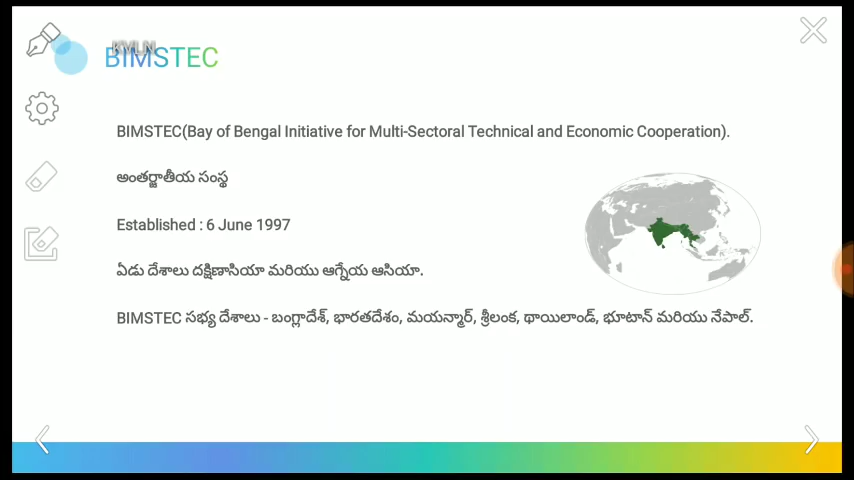 KVLN
BIMSTEC
BIMSTEC(Bay of Bengal Initiative for Multi-Sectoral Technical and Economic Cooperation).
అంతర్జాతీయ సంస్థ
Established : 6 June 1997
ఏడు దేశాలు దక్షిణాసియా మరియు ఆగ్నేయ ఆసియా.
BIMSTEC సభ్య దేశాలు - బంగ్లాదేశ్, భారతదేశం, మయన్మార్, శ్రీలంక, థాయిలాండ్, భూటాన్ మరియు నేపాల్.